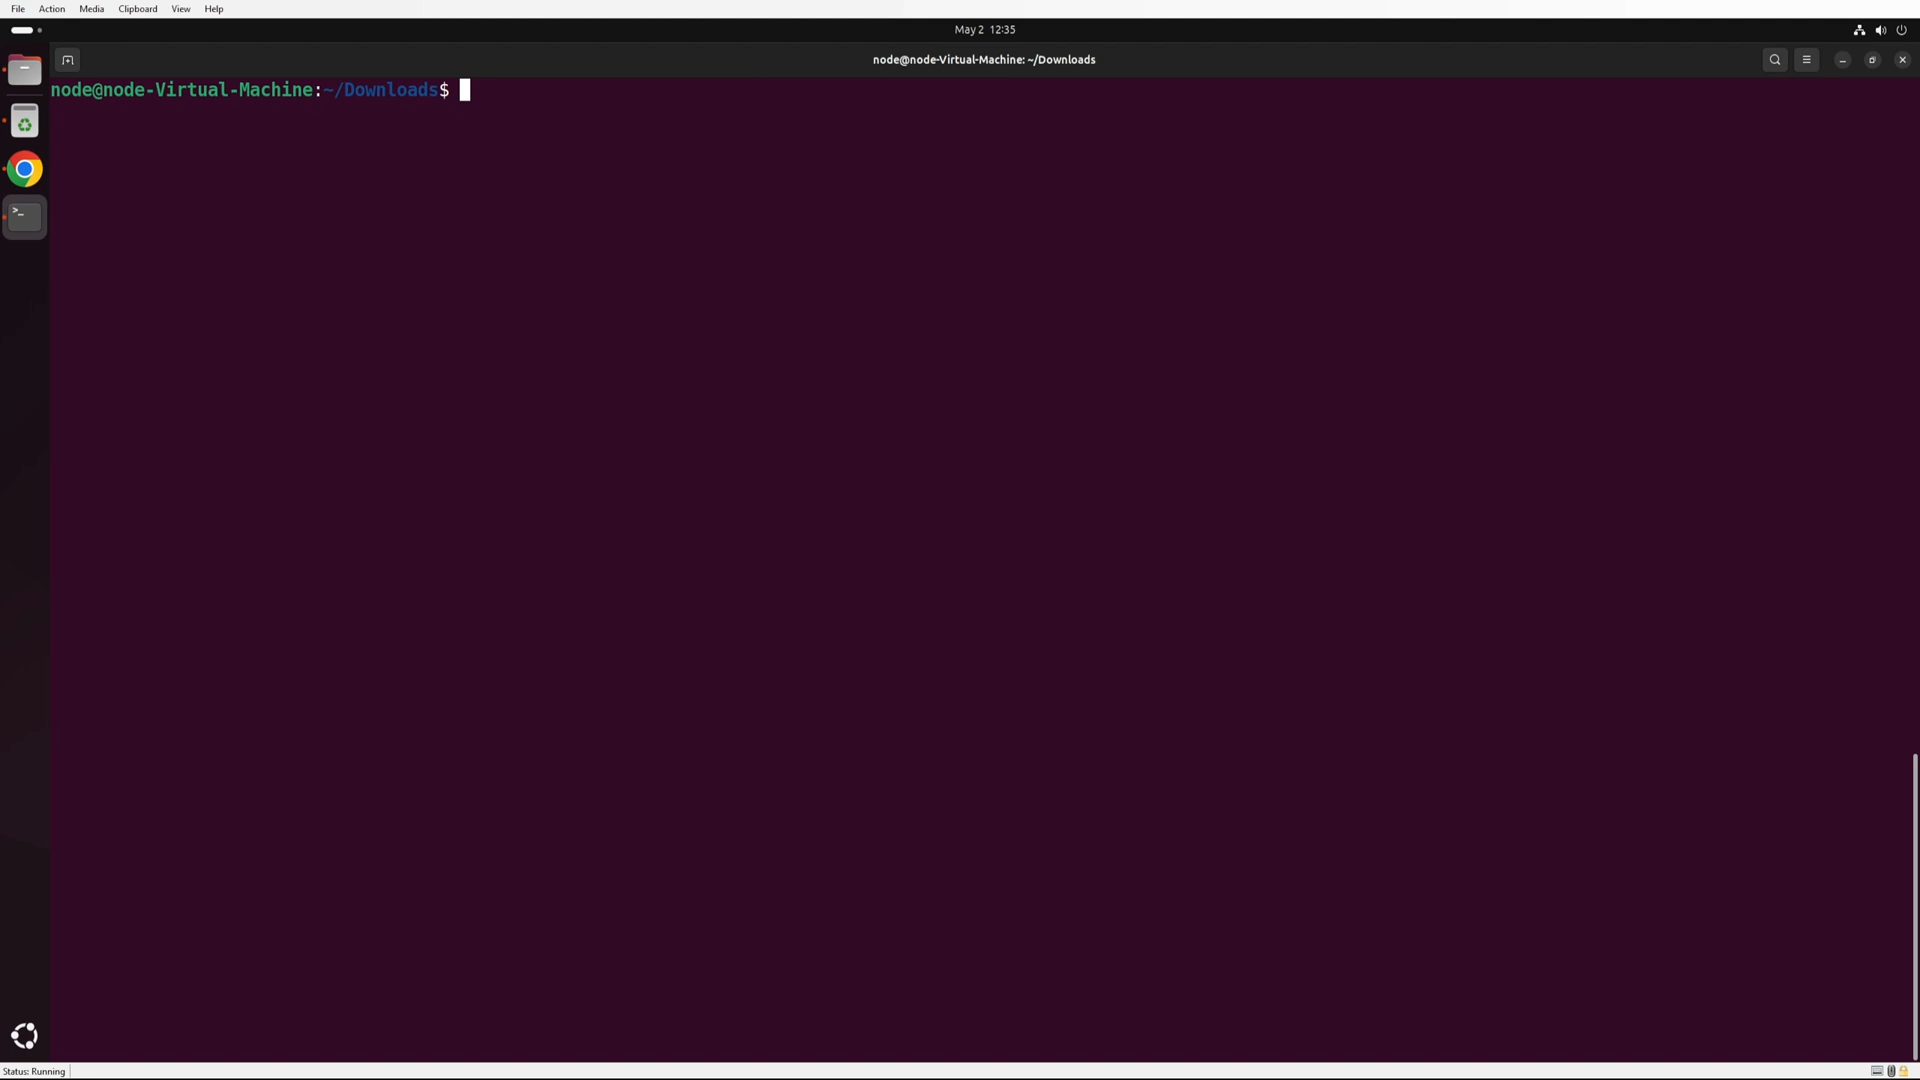 File Action Media Clipboard View Help
May 2 12:35
node@node-Virtual-Machine: ~/Downloads
node@node-Virtual-Machine:~/Downloads$
Status: Running